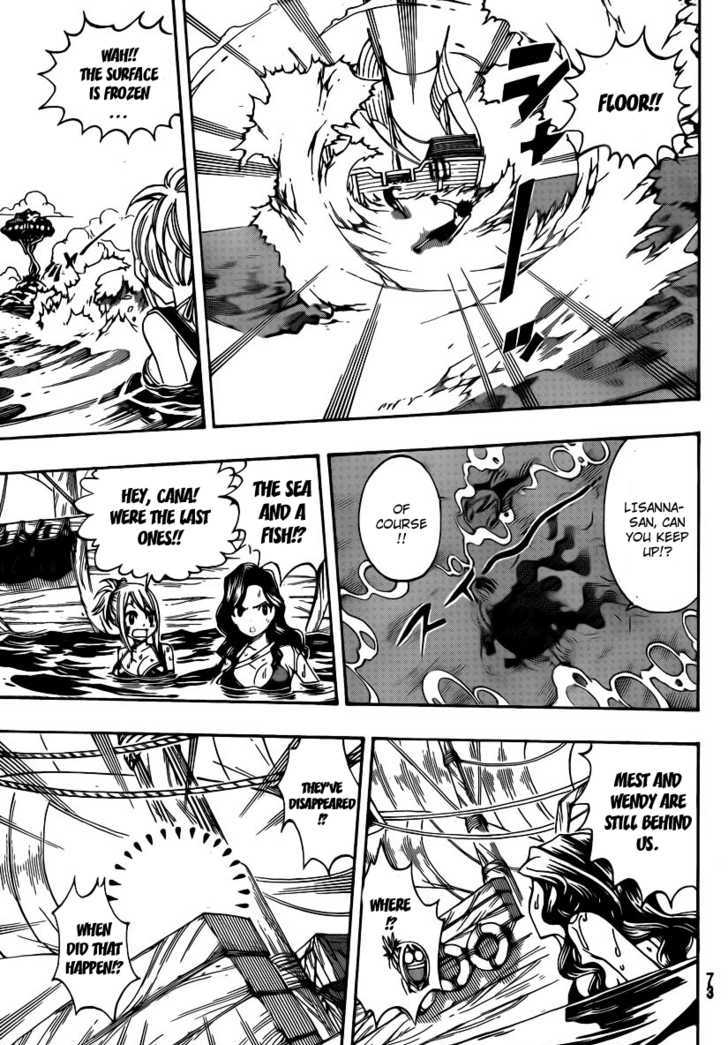 FLOOR!!
WAH!!
THE SURFACE
IS FROZEN
...
LISANNA-
SAN, CAN
YOU KEEP
UP!?
OF
COURSE
!!
THE SEA
AND A
FISH!?
HEY, CANA!
WERE THE LAST
ONES!!
MEST AND
WENDY ARE
STILL BEHIND
US.
WHERE
!?
THEY"VE
DISAPPEARED
!?
WHEN
DID THAT
HAPPEN!?
73